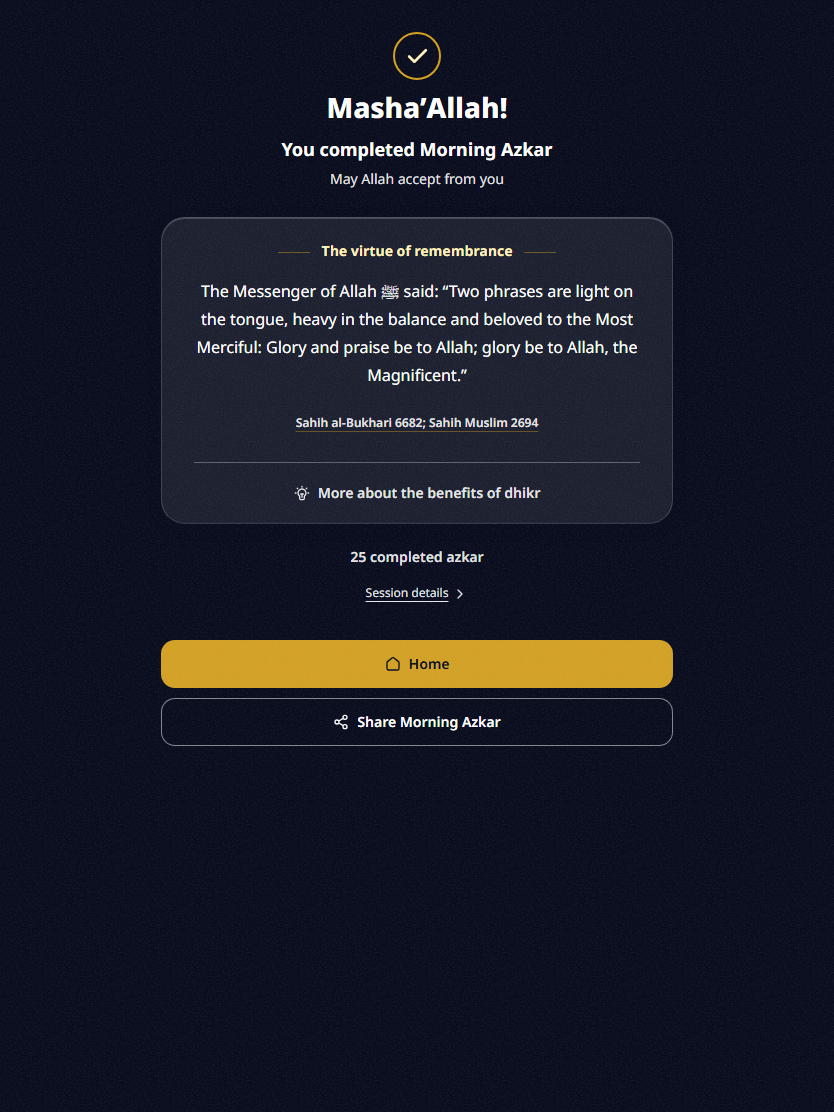 Masha’Allah!
You completed Morning Azkar
May Allah accept from you
The virtue of remembrance
The Messenger of Allah ﷺ said: “Two phrases are light on
the tongue, heavy in the balance and beloved to the Most
Merciful: Glory and praise be to Allah; glory be to Allah, the
Magnificent.”
Sahih al-Bukhari 6682; Sahih Muslim 2694
More about the benefits of dhikr
25 completed azkar
Session details
Home
Share Morning Azkar